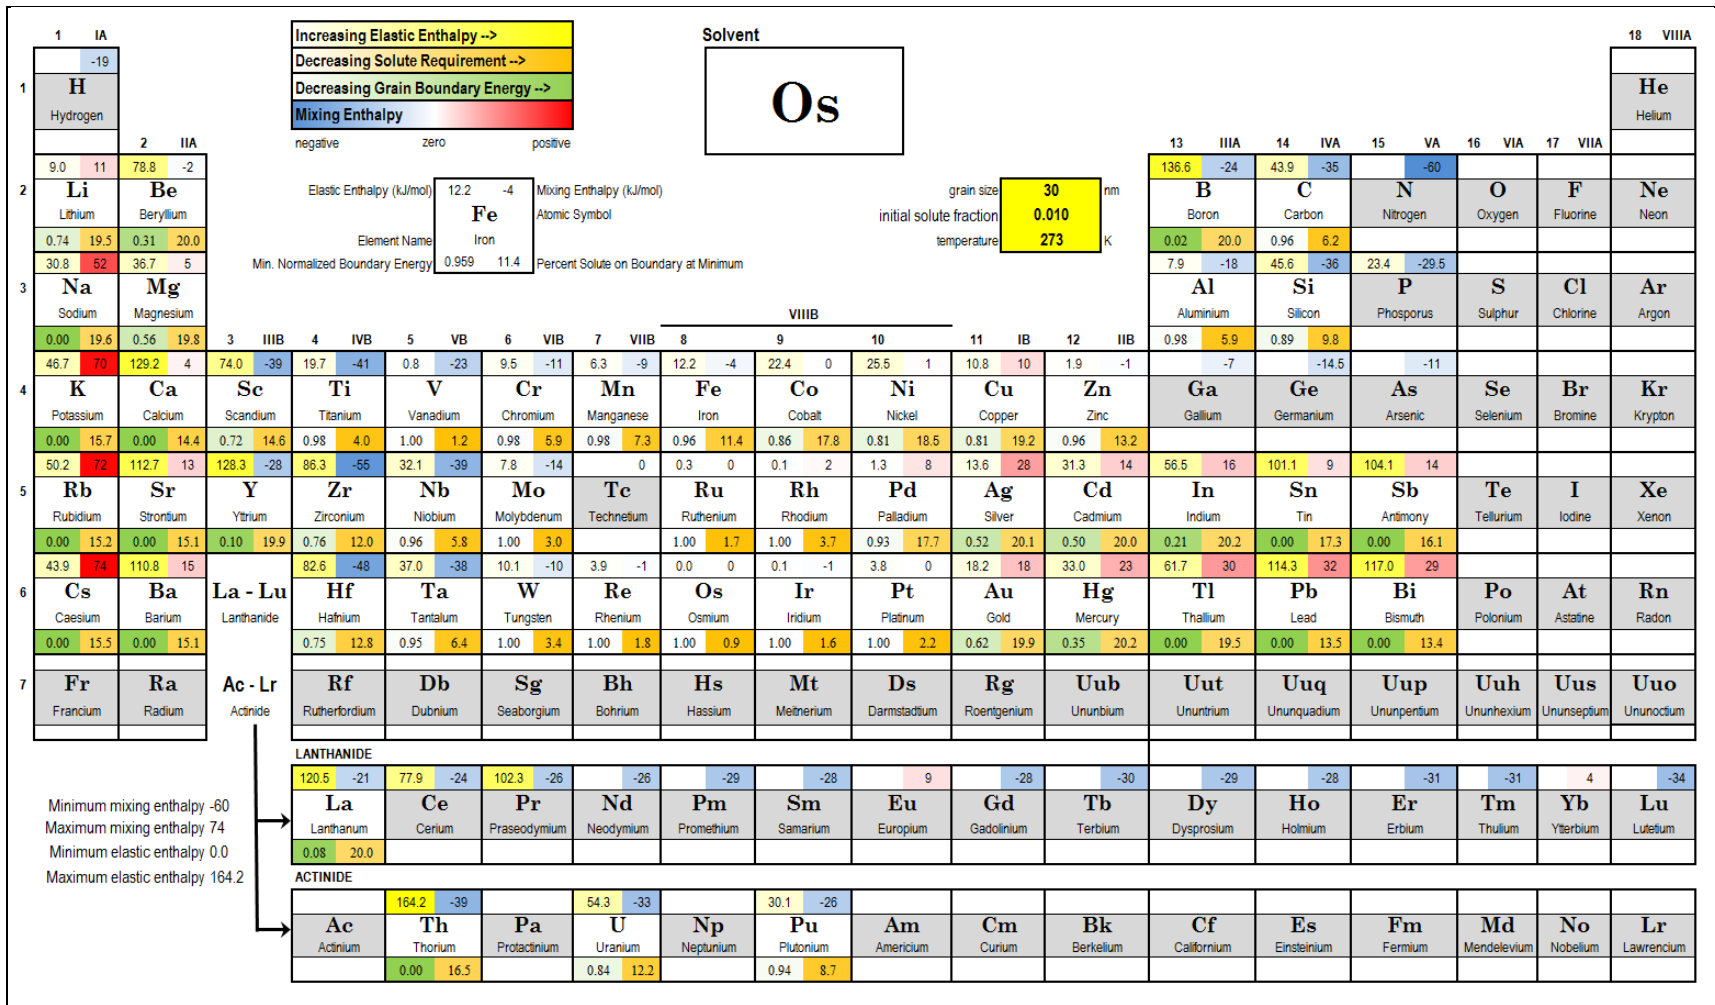 1 IA
Increasing Elastic Enthalpy -->
Solvent
18 VIIIA
-19
Decreasing Solute Requirement -->
1 H Os He
Decreasing Grain Boundary Energy -->
Hydrogen Helium
Mixing Enthalpy
2 IIA
negative zero positive
13 IIIA 14 IVA 15 VA 16 VIA 17 VIIA
9.0 11 78.8 -2 136.6 -24 43.9 -35 -60
2 Li Be B C N O F Ne
Lithium Beryllium Boron Carbon Nitrogen Oxygen Fluorine Neon
Elastic Enthalpy (kJ/mol) 12.2 -4 Mixing Enthalpy (kJ/mol)
Fe Atomic Symbol
Element Name Iron
Min. Normalized Boundary Energy 0.959 11.4 Percent Solute on Boundary at Minimum
grain size 30 nm
initial solute fraction 0.010
temperature 273 K
0.74 19.5 0.31 20.0 0.02 20.0 0.96 6.2
30.8 52 36.7 5 7.9 -18 45.6 -36 23.4 -29.5
3 Na Mg Al Si P S Cl Ar
Sodium Magnesium Aluminium Silicon Phosporus Sulphur Chlorine Argon
VIIIB
0.00 19.6 0.56 19.8 3 IIIB 4 IVB 5 VB 6 VIB 7 VIIB 8 9 10 11 IB 12 IIB 0.98 5.9 0.89 9.8
46.7 70 129.2 4 74.0 -39 19.7 -41 0.8 -23 9.5 -11 6.3 -9 12.2 -4 22.4 0 25.5 1 10.8 10 1.9 -1 -7 -14.5 -11
4 K Ca Sc Ti V Cr Mn Fe Co Ni Cu Zn Ga Ge As Se Br Kr
Potassium Calcium Scandium Titanium Vanadium Chromium Manganese Iron Cobalt Nickel Copper Zinc Gallium Germanium Arsenic Selenium Bromine Krypton
0.00 15.7 0.00 14.4 0.72 14.6 0.98 4.0 1.00 1.2 0.98 5.9 0.98 7.3 0.96 11.4 0.86 17.8 0.81 18.5 0.81 19.2 0.96 13.2
50.2 72 112.7 13 128.3 -28 86.3 -55 32.1 -39 7.8 -14 0 0.3 0 0.1 2 1.3 8 13.6 28 31.3 14 56.5 16 101.1 9 104.1 14
5 Rb Sr Y Zr Nb Mo Tc Ru Rh Pd Ag Cd In Sn Sb Te I Xe
Rubidium Strontium Yttrium Zirconium Niobium Molybdenum Technetium Ruthenium Rhodium Palladium Silver Cadmium Indium Tin Antimony Tellurium Iodine Xenon
0.00 15.2 0.00 15.1 0.10 19.9 0.76 12.0 0.96 5.8 1.00 3.0 1.00 1.7 1.00 3.7 0.93 17.7 0.52 20.1 0.50 20.0 0.21 20.2 0.00 17.3 0.00 16.1
43.9 74 110.8 15 82.6 -48 37.0 -38 10.1 -10 3.9 -1 0.0 0 0.1 -1 3.8 0 18.2 18 33.0 23 61.7 30 114.3 32 117.0 29
6 Cs Ba La - Lu Hf Ta W Re Os Ir Pt Au Hg Tl Pb Bi Po At Rn
Caesium Barium Lanthanide Hafnium Tantalum Tungsten Rhenium Osmium Iridium Platinum Gold Mercury Thallium Lead Bismuth Polonium Astatine Radon
0.00 15.5 0.00 15.1 0.75 12.8 0.95 6.4 1.00 3.4 1.00 1.8 1.00 0.9 1.00 1.6 1.00 2.2 0.62 19.9 0.35 20.2 0.00 19.5 0.00 13.5 0.00 13.4
7 Fr Ra Ac - Lr Rf Db Sg Bh Hs Mt Ds Rg Uub Uut Uuq Uup Uuh Uus Uuo
Francium Radium Actinide Rutherfordium Dubnium Seaborgium Bohrium Hassium Meitnerium Darmstadtium Roentgenium Ununbium Ununtrium Ununquadium Ununpentium Ununhexium Ununseptium Ununoctium
LANTHANIDE
120.5 -21 77.9 -24 102.3 -26 -26 -29 -28 9 -28 -30 -29 -28 -31 -31 4 -34
La Ce Pr Nd Pm Sm Eu Gd Tb Dy Ho Er Tm Yb Lu
Lanthanum Cerium Praseodymium Neodymium Promethium Samarium Europium Gadolinium Terbium Dysprosium Holmium Erbium Thulium Ytterbium Lutetium
0.08 20.0
Minimum mixing enthalpy -60
Maximum mixing enthalpy 74
Minimum elastic enthalpy 0.0
Maximum elastic enthalpy 164.2
ACTINIDE
164.2 -39 54.3 -33 30.1 -26
Ac Th Pa U Np Pu Am Cm Bk Cf Es Fm Md No Lr
Actinium Thorium Protactinium Uranium Neptunium Plutonium Americium Curium Berkelium Californium Einsteinium Fermium Mendelevium Nobelium Lawrencium
0.00 16.5 0.84 12.2 0.94 8.7